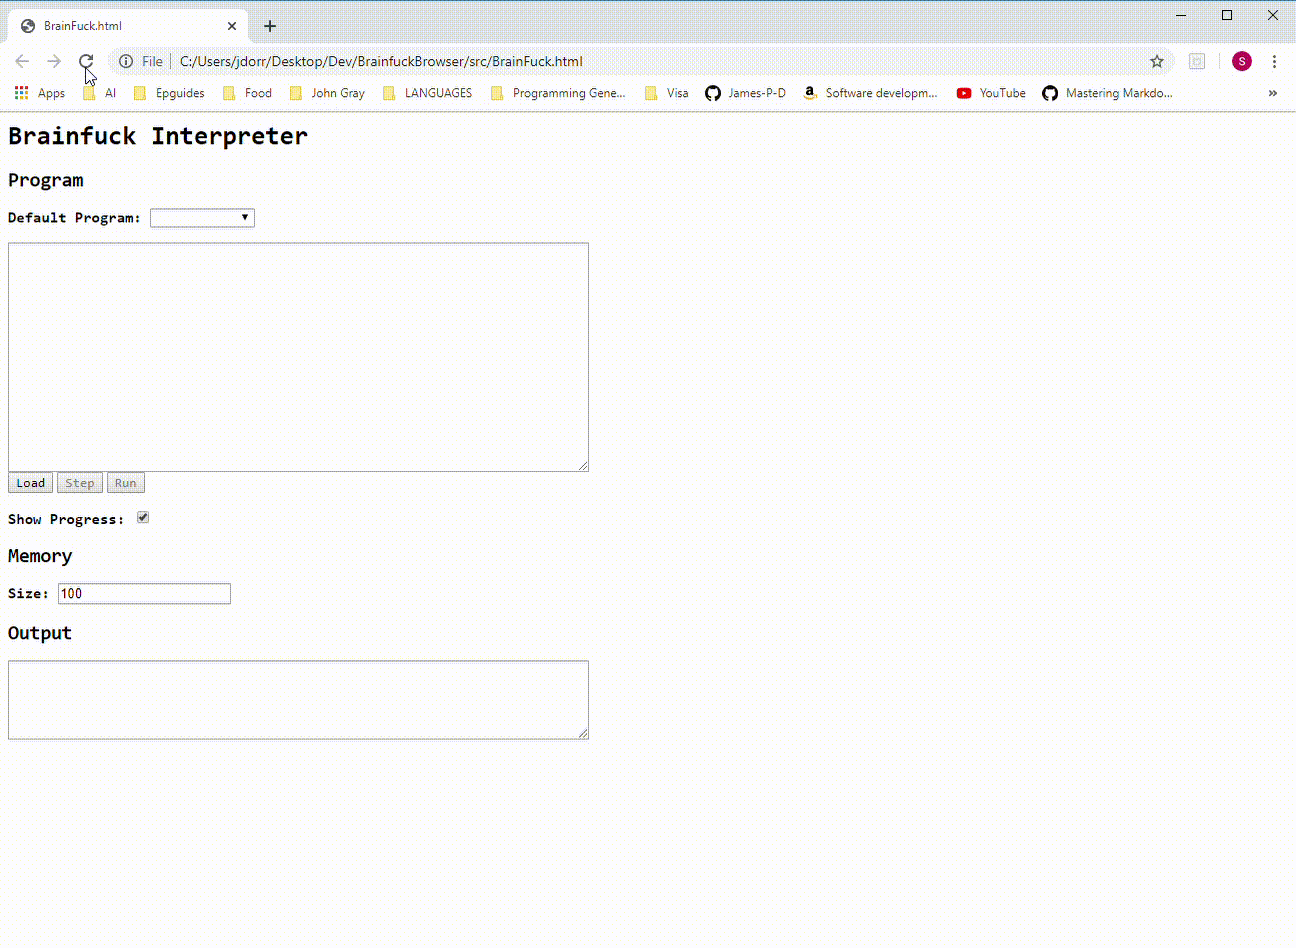 BrainFuck.html
File C:/Users/jdorr/Desktop/Dev/BrainfuckBrowser/src/BrainFuck.html S
Apps AI Epguides Food John Gray LANGUAGES Programming Gene... Visa James-P-D a Software developm... YouTube Mastering Markdo... »
Brainfuck Interpreter
Program
Default Program:
Load Step Run
Show Progress:
Memory
Size: 100
Output